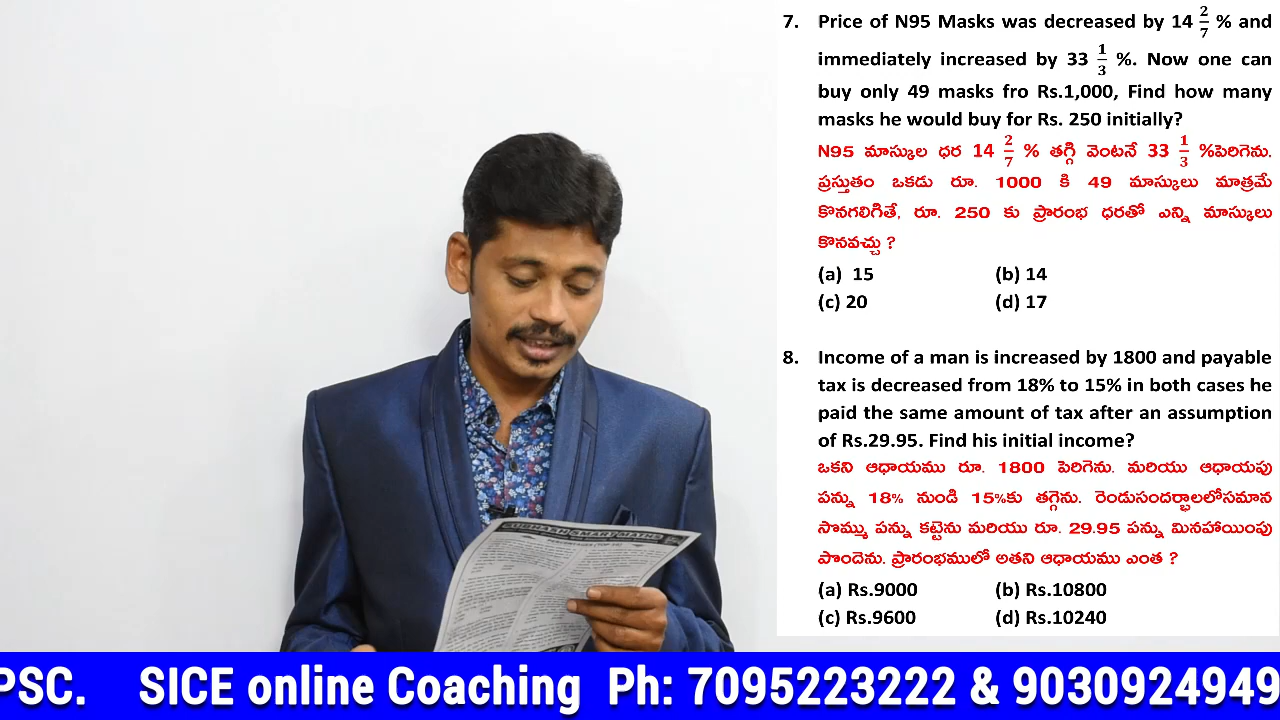 7. Price of N95 Masks was decreased by 14 2/7 % and
immediately increased by 33 1/3 %. Now one can
buy only 49 masks fro Rs.1,000, Find how many
masks he would buy for Rs. 250 initially?
N95 మాస్కుల ధర 14 2/7 % తగ్గి వెంటనే 33 1/3 %పెరిగెను.
ప్రస్తుతం ఒకడు రూ. 1000 కి 49 మాస్కులు మాత్రమే
కొనగలిగితే, రూ. 250 కు ప్రారంభ ధరతో ఎన్ని మాస్కులు
కొనవచ్చు ?
(a) 15 (b) 14
(c) 20 (d) 17
8. Income of a man is increased by 1800 and payable
tax is decreased from 18% to 15% in both cases he
paid the same amount of tax after an assumption
of Rs.29.95. Find his initial income?
ఒకని ఆధాయము రూ. 1800 పెరిగెను. మరియు ఆధాయపు
పన్ను 18% నుండి 15%కు తగ్గెను. రెండుసందర్భాలలోసమాన
సొమ్ము పన్ను కట్టెను మరియు రూ. 29.95 పన్ను మినహాయింపు
పొందెను. ప్రారంభములో అతని ఆధాయము ఎంత ?
(a) Rs.9000 (b) Rs.10800
(c) Rs.9600 (d) Rs.10240
SUBHASH SMART MATHS
PSC. SICE online Coaching Ph: 7095223222 & 9030924949